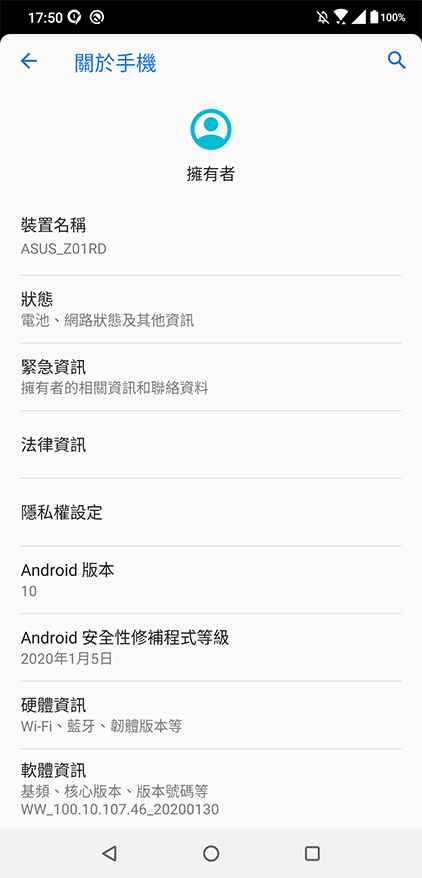 17:50
100%
關於手機
擁有者
裝置名稱
ASUS_Z01RD
狀態
電池、網路狀態及其他資訊
緊急資訊
擁有者的相關資訊和聯絡資料
法律資訊
隱私權設定
Android 版本
10
Android 安全性修補程式等級
2020年1月5日
硬體資訊
Wi-Fi、藍牙、韌體版本等
軟體資訊
基頻、核心版本、版本號碼等
WW_100.10.107.46_20200130